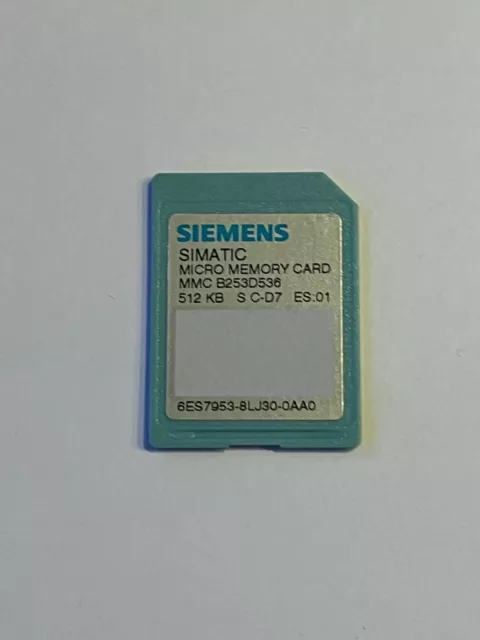 SIEMENS
SIMATIC
MICRO MEMORY CARD
MMC B253D536
512 KB S C-D7 ES:01
6ES7953-8LJ30-0AA0